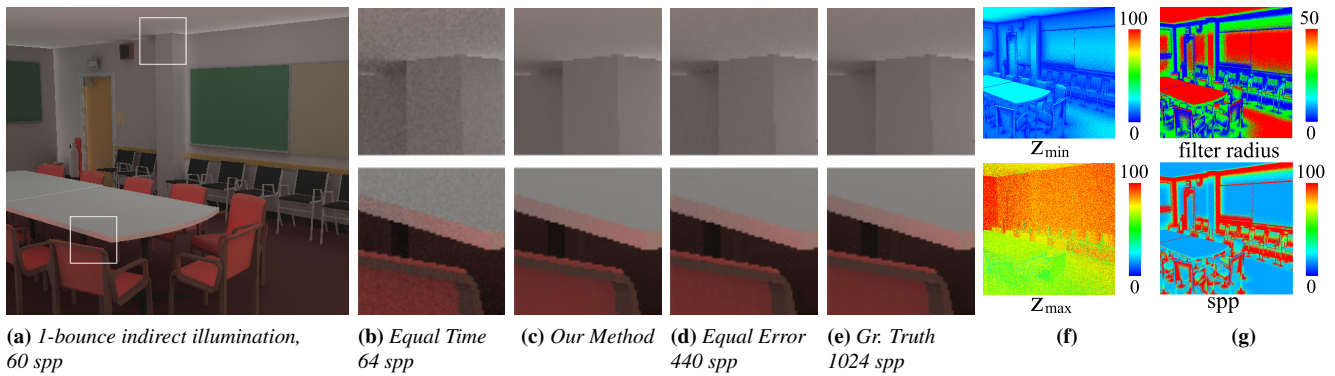 100
0
z_min
50
0
filter radius
100
0
z_max
100
0
spp
(a) 1-bounce indirect illumination,
60 spp
(b) Equal Time
64 spp
(c) Our Method
(d) Equal Error
440 spp
(e) Gr. Truth
1024 spp
(f)
(g)